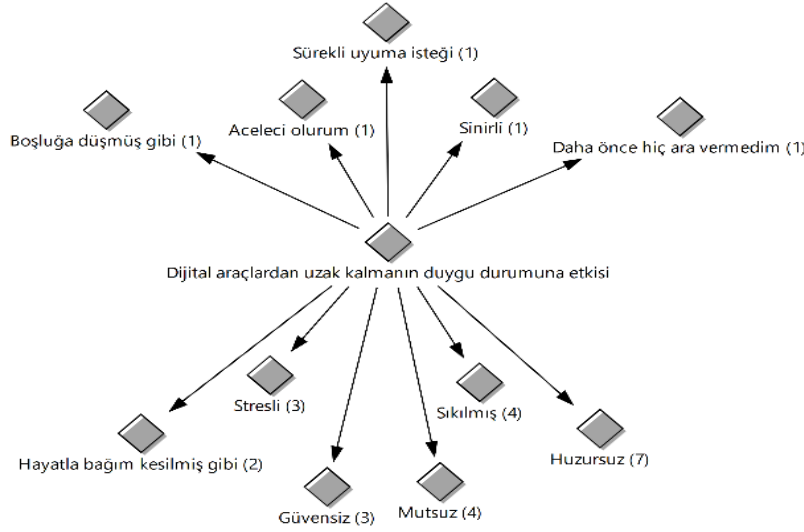 Sürekli uyuma isteği (1)
Boşluğa düşmüş gibi (1)
Aceleci olurum (1)
Sinirli (1)
Daha önce hiç ara vermedim (1)
Dijital araçlardan uzak kalmanın duygu durumuna etkisi
Stresli (3)
Sıkılmış (4)
Hayatla bağım kesilmiş gibi (2)
Huzursuz (7)
Güvensiz (3)
Mutsuz (4)